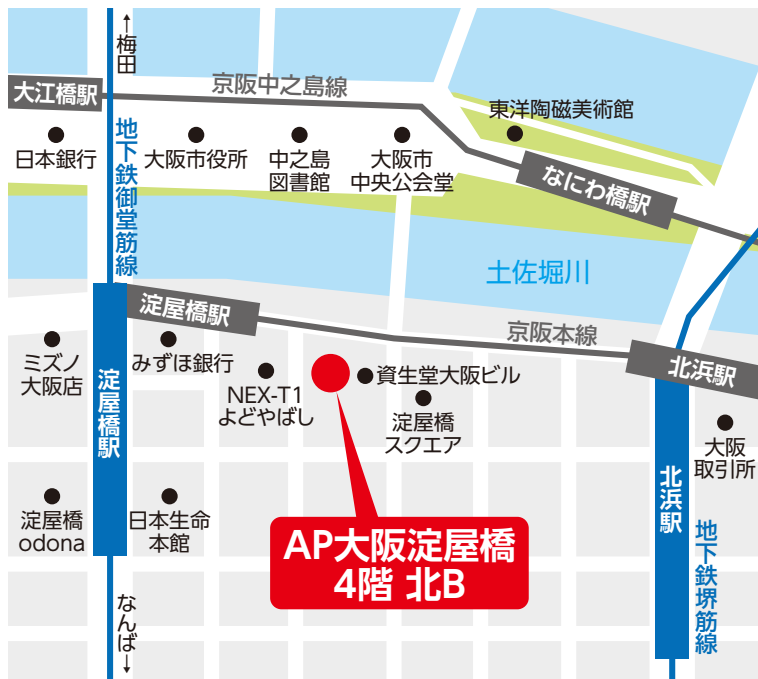 ←梅田
大江橋駅
京阪中之島線
東洋陶磁美術館
日本銀行
大阪市役所
中之島
図書館
大阪市
中央公会堂
なにわ橋駅
地下鉄御堂筋線
土佐堀川
淀屋橋駅
京阪本線
北浜駅
ミズノ
大阪店
みずほ銀行
NEX-T1
よどやばし
資生堂大阪ビル
淀屋橋
スクエア
大阪
取引所
淀屋橋駅
北浜駅
淀屋橋
odona
日本生命
本館
AP大阪淀屋橋
4階 北B
地下鉄堺筋線
なんば→